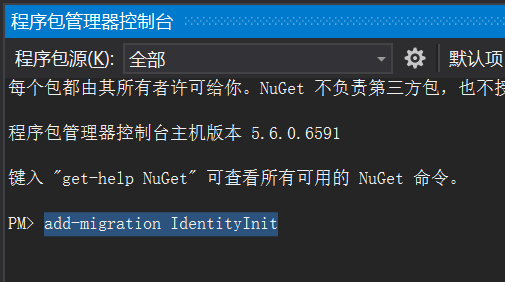 程序包管理器控制台
程序包源(K): 全部 默认项
每个包都由其所有者许可给你。NuGet 不负责第三方包，也不授
程序包管理器控制台主机版本 5.6.0.6591
键入 "get-help NuGet" 可查看所有可用的 NuGet 命令。
PM> add-migration IdentityInit